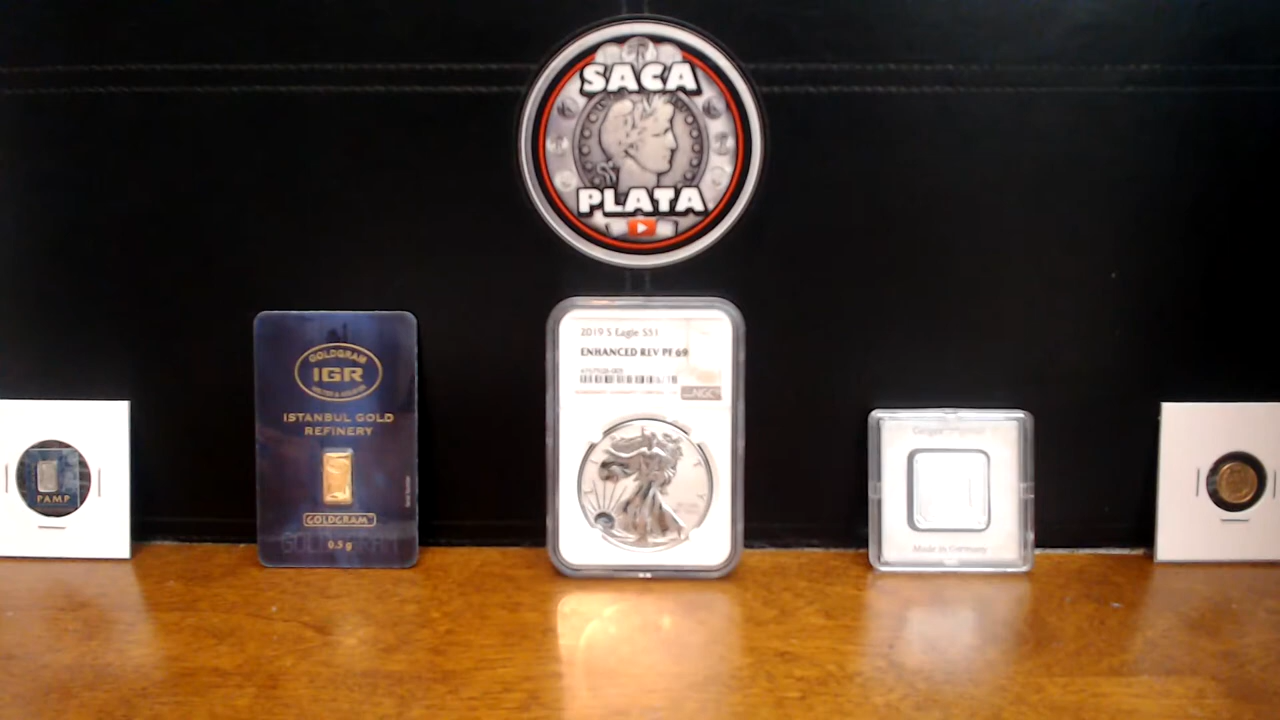 SACA
PLATA
GOLDGRAM
IGR
ISTANBUL GOLD
REFINERY
GOLDGRAM
0.5 g
2019 S Eagle S$1
ENHANCED REV PF 69
NGC
PAMP
Made in Germany